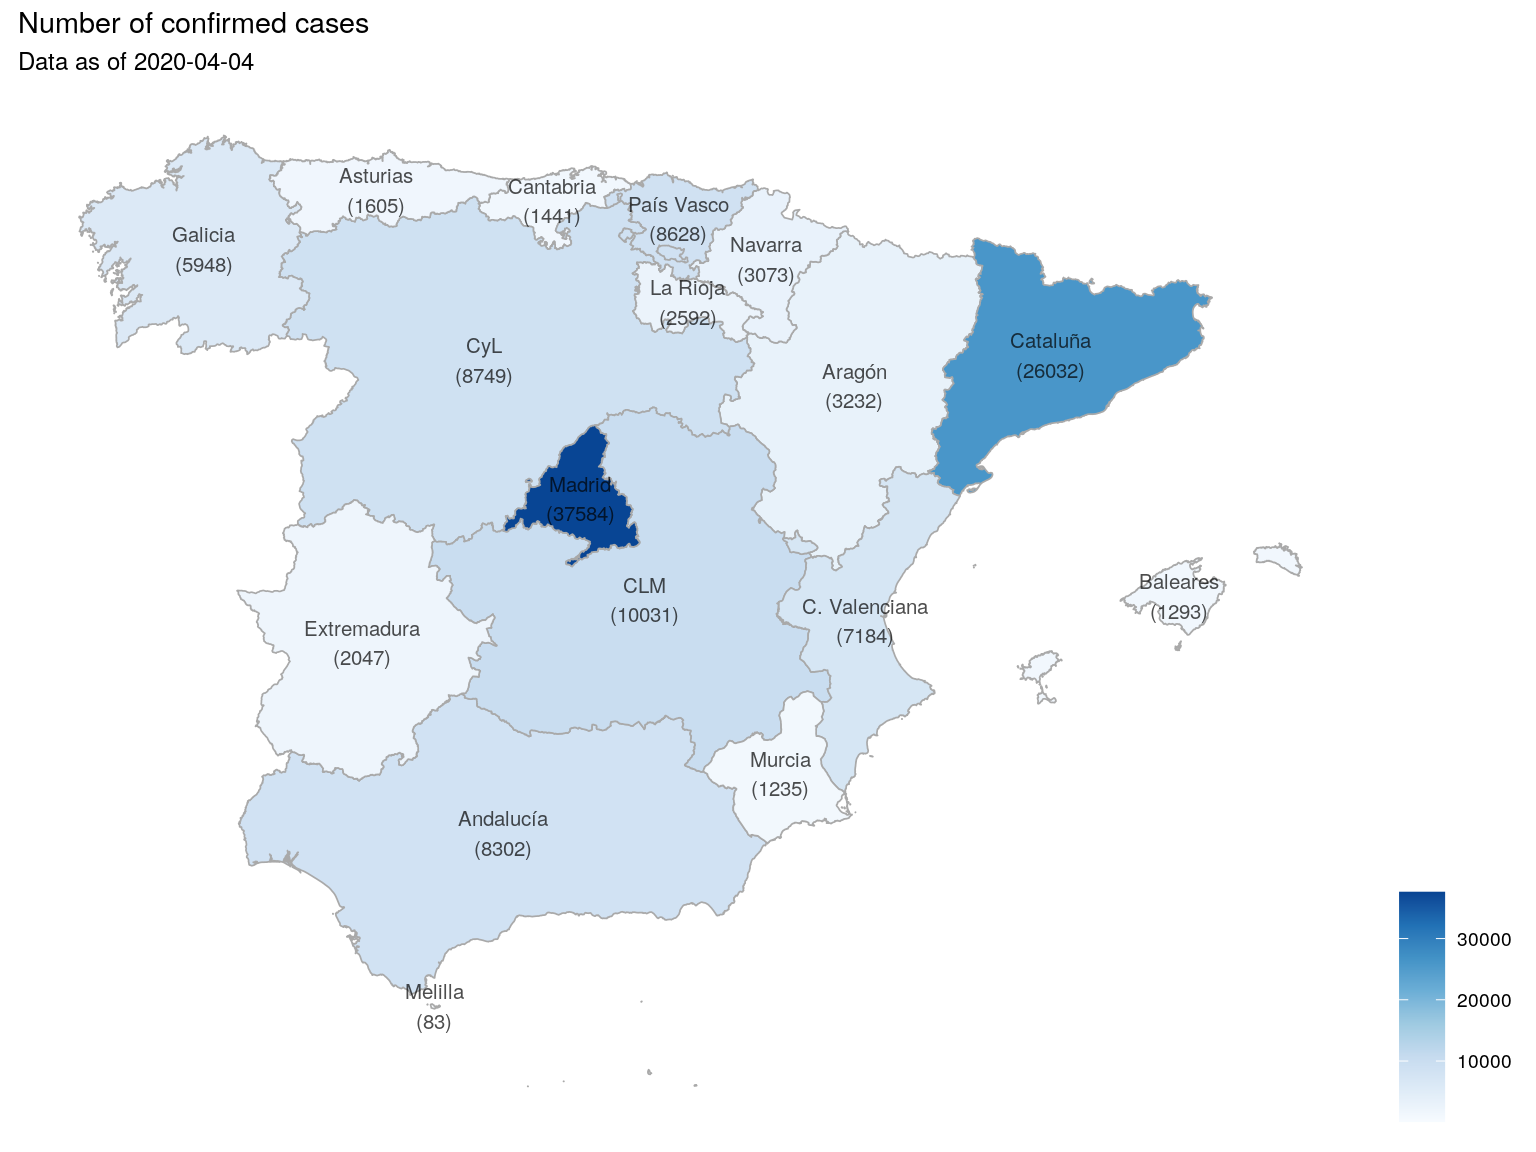 Number of confirmed cases
Data as of 2020-04-04
Asturias
(1605)
Cantabria
(1441)
País Vasco
(8628)
Galicia
(5948)
Navarra
(3073)
La Rioja
(2592)
CyL
(8749)
Aragón
(3232)
Cataluña
(26032)
Madrid
(37584)
CLM
(10031)
C. Valenciana
(7184)
Baleares
(1293)
Extremadura
(2047)
Murcia
(1235)
Andalucía
(8302)
Melilla
(83)
30000
20000
10000